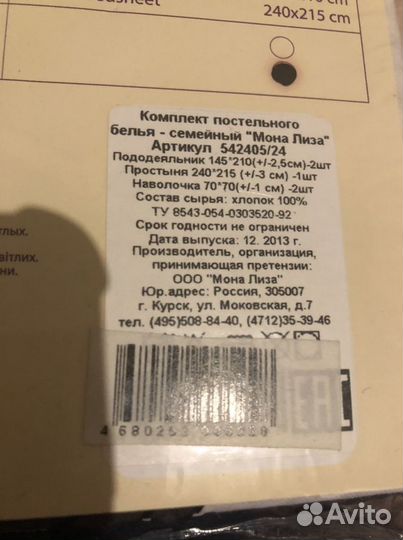 240x215 cm
Комплект постельного
белья - семейный "Мона Лиза"
Артикул 542405/24
Пододеяльник 145*210(+/-2,5см)-2шт
Простыня 240*215 (+/-3 см) -1шт
Наволочка 70*70(+/-1 см) -2шт
Состав сырья: хлопок 100%
ТУ 8543-054-0303520-92
Срок годности не ограничен
Дата выпуска: 12. 2013 г.
Производитель, организация,
принимающая претензии:
ООО "Мона Лиза"
Юр.адрес: Россия, 305007
г. Курск, ул. Моковская, д.7
тел. (495)508-84-40, (4712)35-39-46
Avito